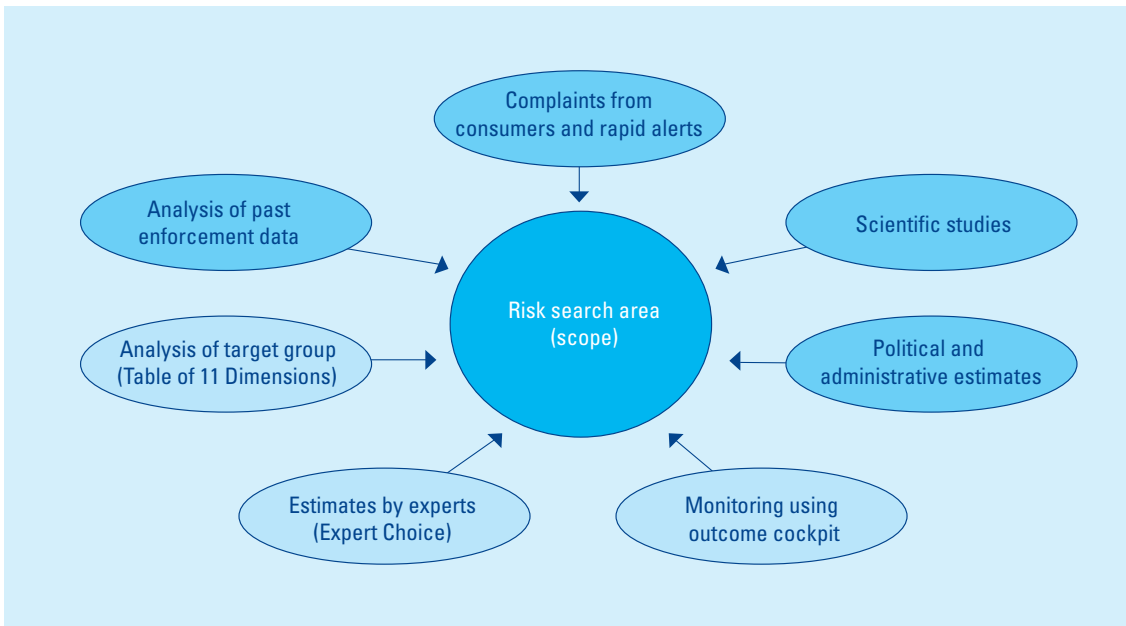 Complaints from
consumers and rapid alerts
Analysis of past
enforcement data
Scientific studies
Risk search area
(scope)
Analysis of target group
(Table of 11 Dimensions)
Political and
administrative estimates
Estimates by experts
(Expert Choice)
Monitoring using
outcome cockpit